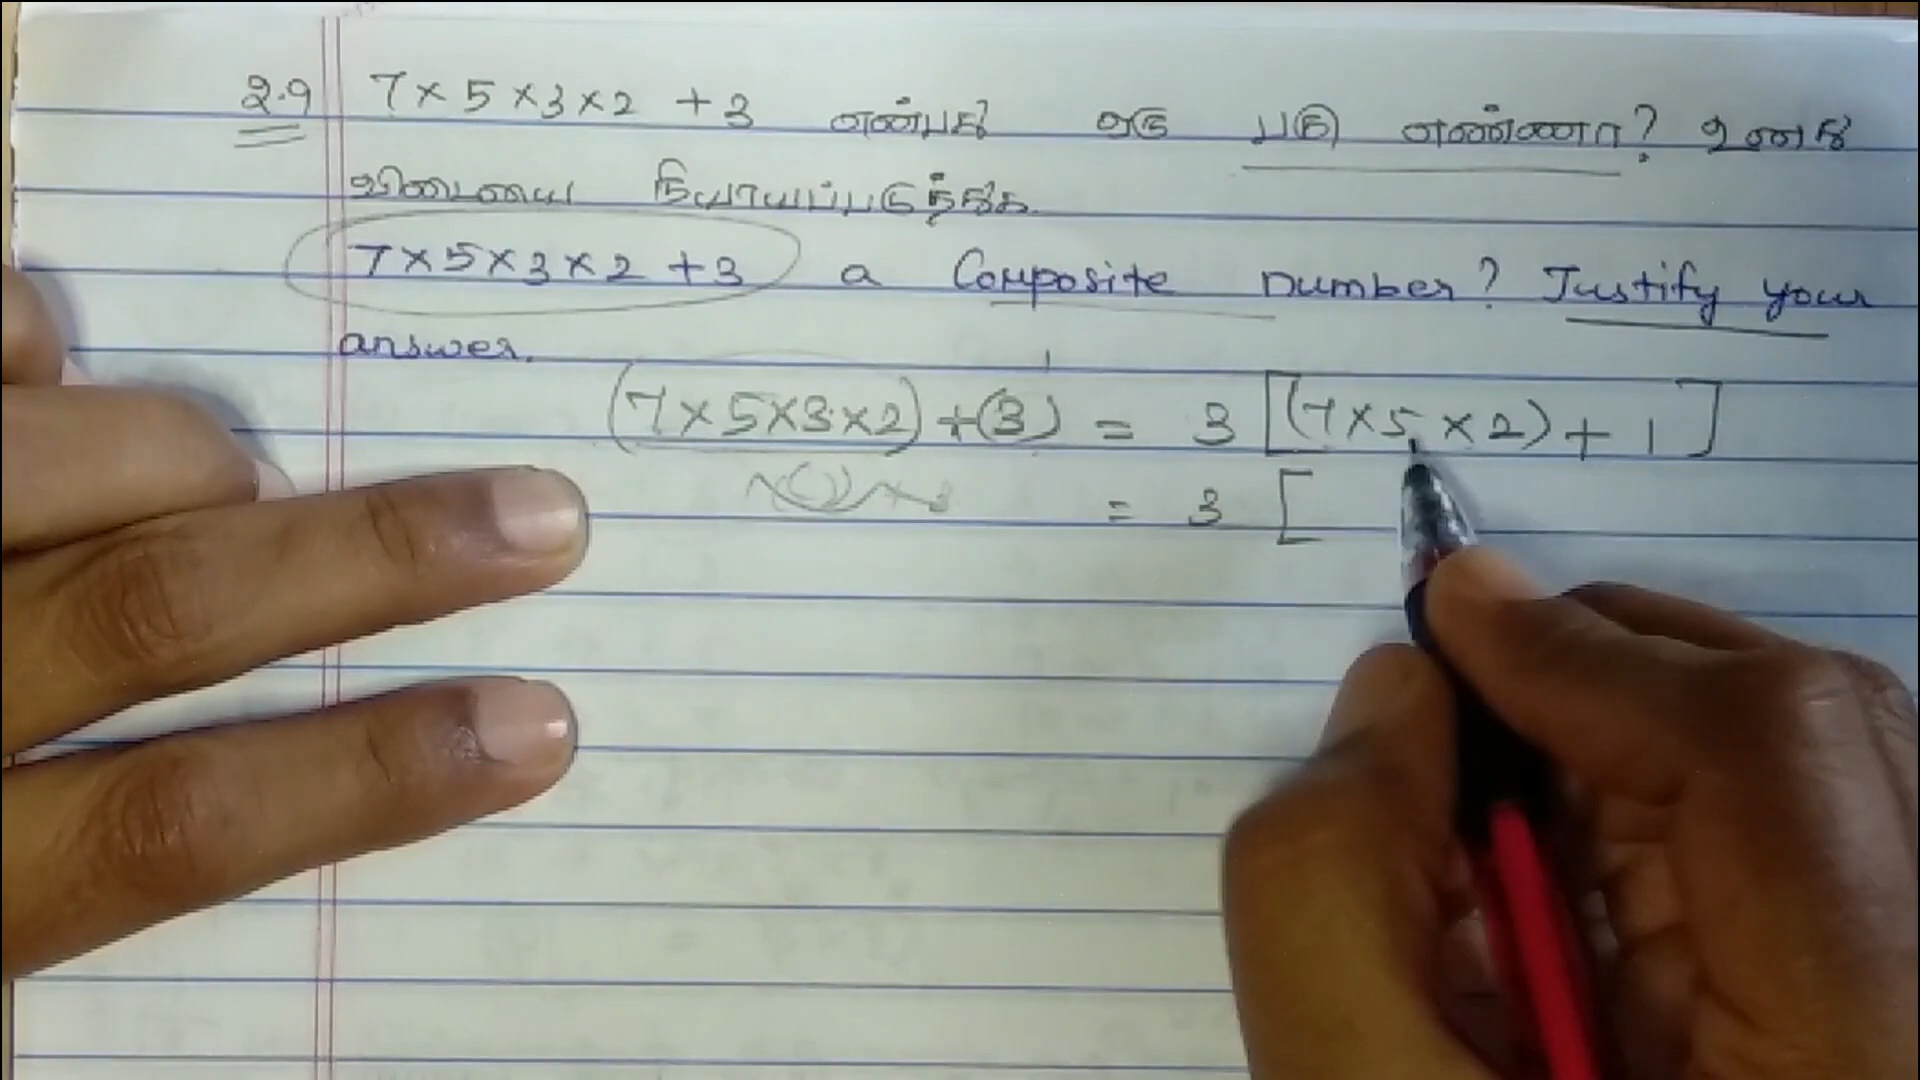 2.9 7×5×3×2 +3 என்பது ஒரு பகு எண்ணா? உனது
விடையை நியாயப்படுத்துக.
7×5×3×2 +3 a Composite number? Justify your
answer.
(7×5×3×2)+(3) = 3 [(7×5×2)+1]
= 3 [